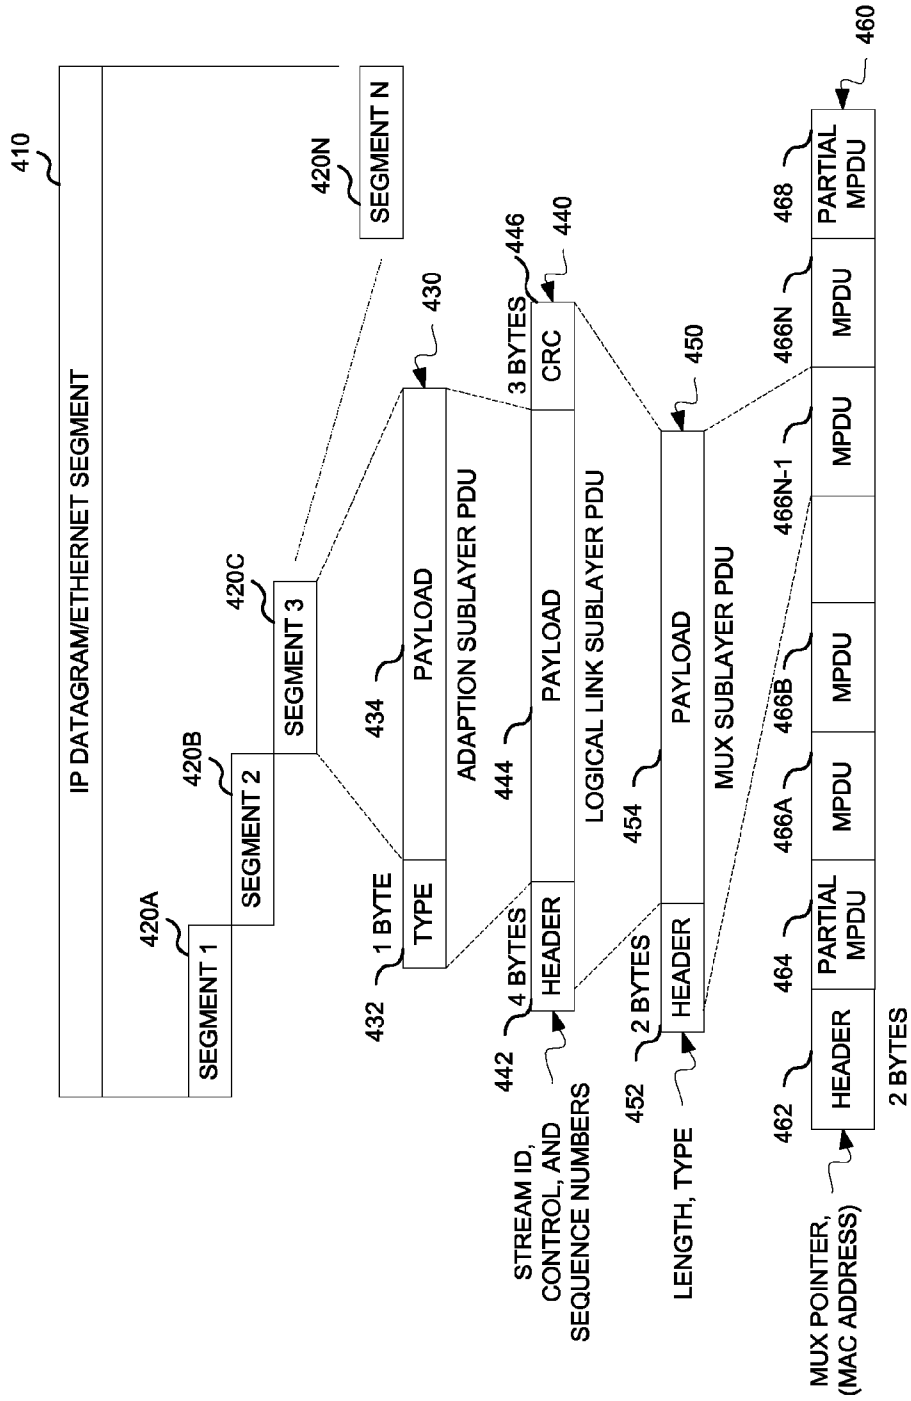 410
IP DATAGRAM/ETHERNET SEGMENT
420A
SEGMENT 1
420B
SEGMENT 2
420C
SEGMENT 3
420N
SEGMENT N
432
1 BYTE
TYPE
434
PAYLOAD
430
ADAPTION SUBLAYER PDU
STREAM ID,
CONTROL, AND
SEQUENCE NUMBERS
442
4 BYTES
HEADER
444
PAYLOAD
3 BYTES
CRC
446
440
LOGICAL LINK SUBLAYER PDU
LENGTH, TYPE
452
2 BYTES
HEADER
454
PAYLOAD
450
MUX SUBLAYER PDU
MUX POINTER,
(MAC ADDRESS)
462
HEADER
2 BYTES
464
PARTIAL
MPDU
466A
MPDU
466B
MPDU
466N-1
MPDU
466N
MPDU
468
PARTIAL
MPDU
460